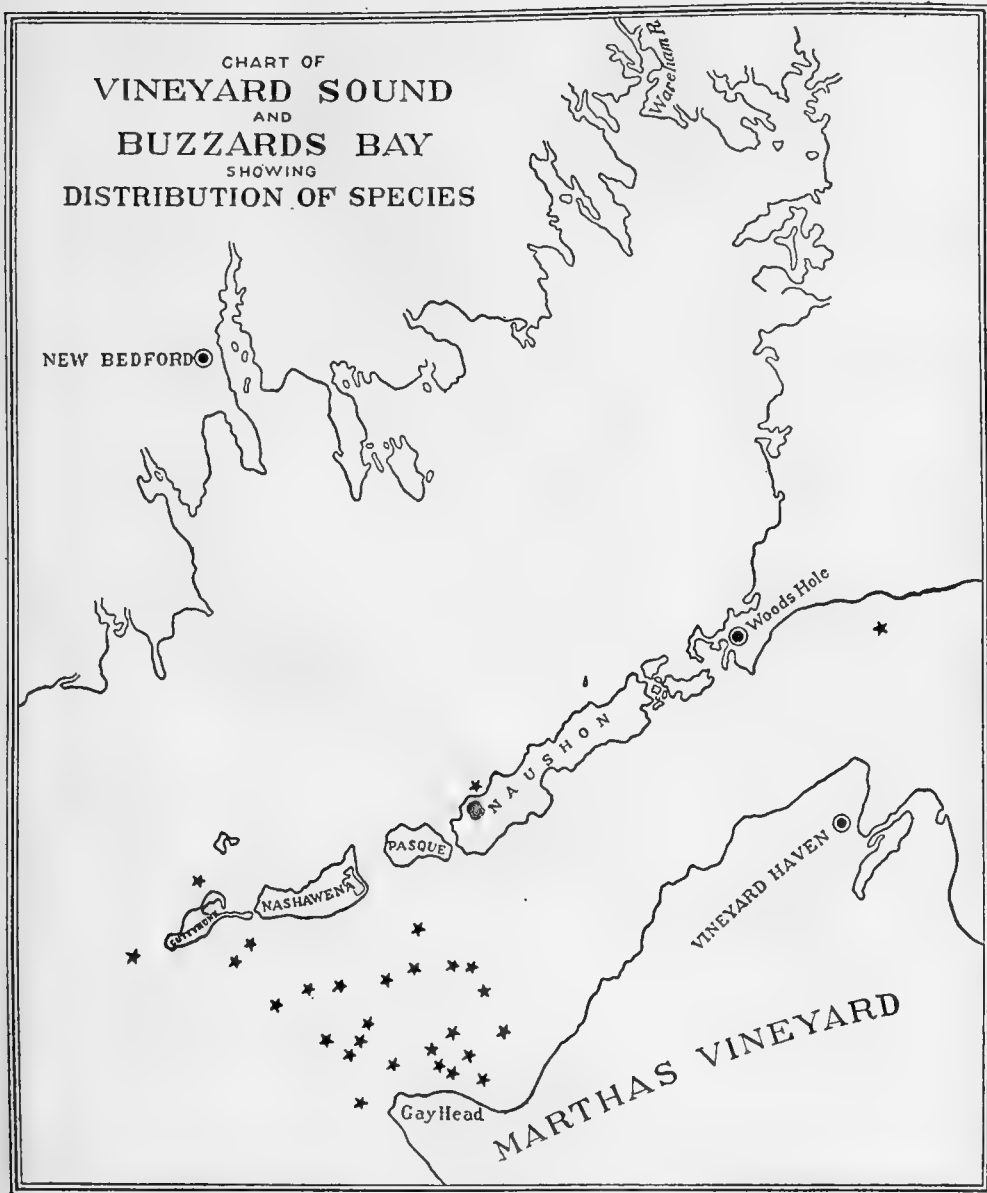 CHART OF
VINEYARD SOUND
AND
BUZZARDS BAY
SHOWING
DISTRIBUTION OF SPECIES
Wareham R
NEW BEDFORD
Woods Hole
NAUSHON
PASQUE
NASHAWENA
CUTTYHUNK
VINEYARD HAVEN
MARTHAS VINEYARD
Gay Head